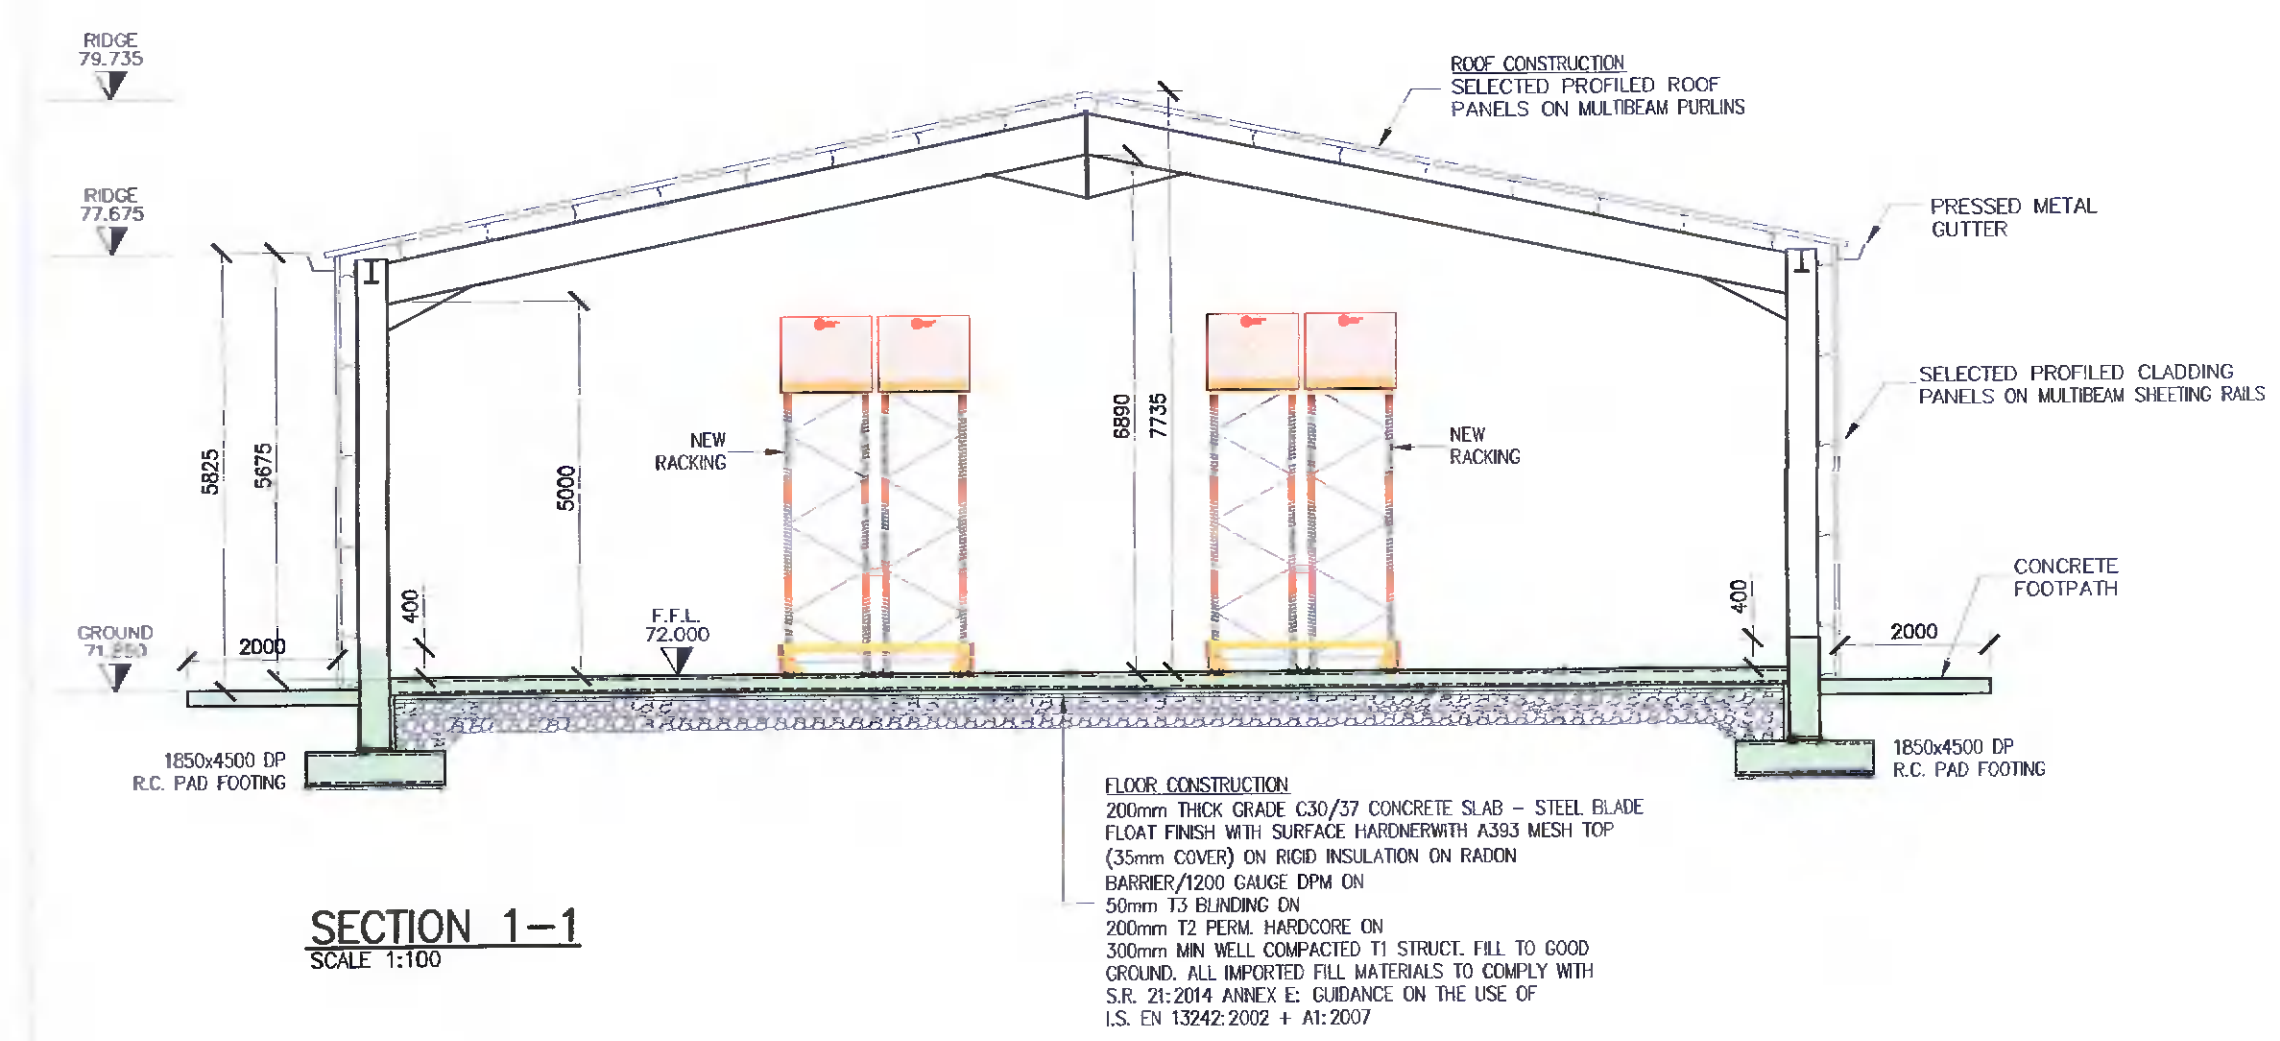 RIDGE
79.735
ROOF CONSTRUCTION
SELECTED PROFILED ROOF
PANELS ON MULTIBEAM PURLINS
RIDGE
77.675
PRESSED METAL
GUTTER
SELECTED PROFILED CLADDING
PANELS ON MULTIBEAM SHEETING RAILS
5825
5675
5000
6890
7735
NEW
RACKING
NEW
RACKING
CONCRETE
FOOTPATH
400
400
F.F.L.
72.000
GROUND
2000
2000
1850x4500 DP
R.C. PAD FOOTING
1850x4500 DP
R.C. PAD FOOTING
FLOOR CONSTRUCTION
200mm THICK GRADE C30/37 CONCRETE SLAB – STEEL BLADE
FLOAT FINISH WITH SURFACE HARDNERWITH A393 MESH TOP
(35mm COVER) ON RIGID INSULATION ON RADON
BARRIER/1200 GAUGE DPM ON
50mm T3 BLINDING ON
200mm T2 PERM. HARDCORE ON
300mm MIN WELL COMPACTED T1 STRUCT. FILL TO GOOD
GROUND. ALL IMPORTED FILL MATERIALS TO COMPLY WITH
S.R. 21:2014 ANNEX E: GUIDANCE ON THE USE OF
I.S. EN 13242:2002 + A1:2007
SECTION 1–1
SCALE 1:100